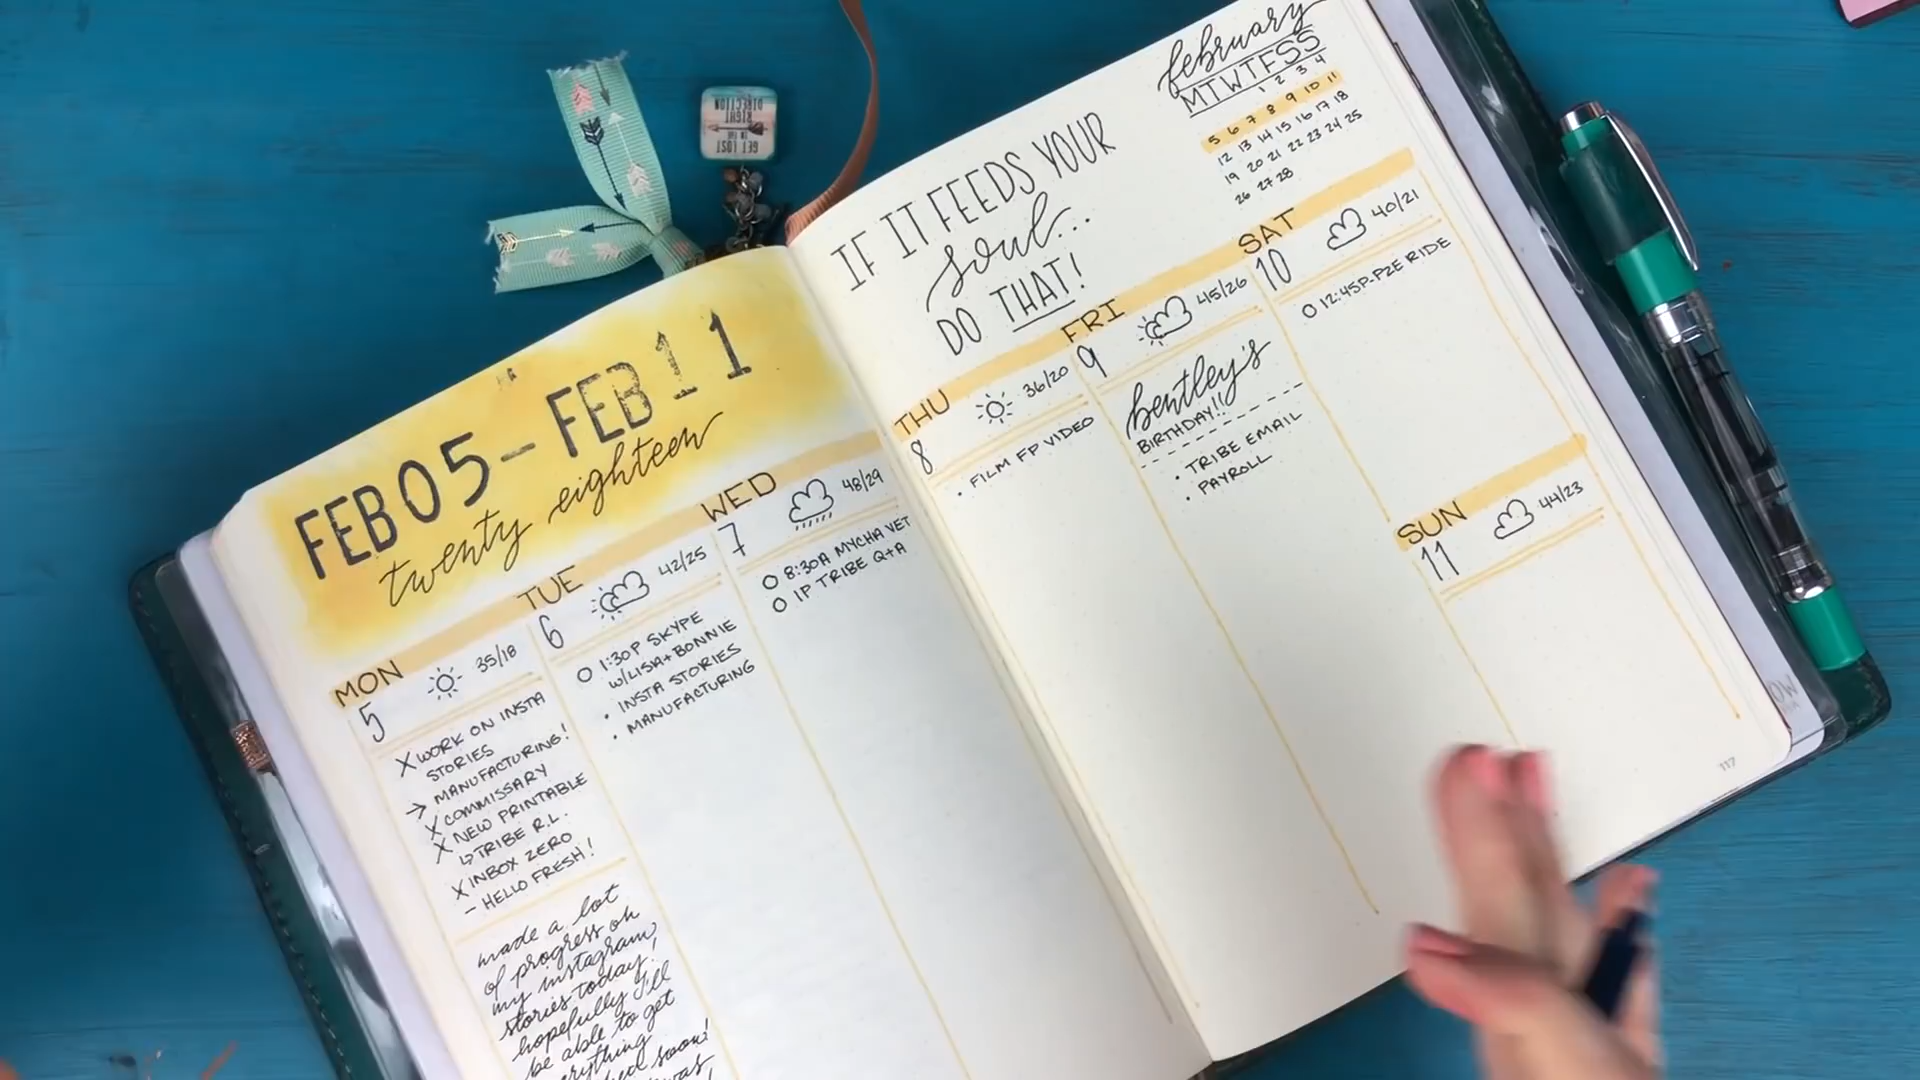 GET LOST
IN THE
RIGHT
DIRECTION
FEB 05 - FEB 11
twenty eighteen
MON
5
35/18
X WORK ON INSTA
STORIES
→ MANUFACTURING!
X COMMISSARY
X NEW PRINTABLE
↳ TRIBE R.L.
X INBOX ZERO
- HELLO FRESH!
made a lot
of progress on
my instagram
stories today!
hopefully I'll
be able to get
soon!
was
TUE
6
42/25
O 1:30P SKYPE
W/LISA+BONNIE
• INSTA STORIES
• MANUFACTURING
WED
7
48/29
O 8:30A MYCHA VET
O 1P TRIBE Q+A
IF IT FEEDS YOUR
soul...
DO THAT!
february
M T W T F S S
1 2 3 4
5 6 7 8 9 10 11
12 13 14 15 16 17 18
19 20 21 22 23 24 25
26 27 28
THU
8
36/20
• FILM FP VIDEO
FRI
9
45/26
bentley's
BIRTHDAY!!
• TRIBE EMAIL
• PAYROLL
SAT
10
40/21
O 12:45P-PZE RIDE
SUN
11
44/23
117